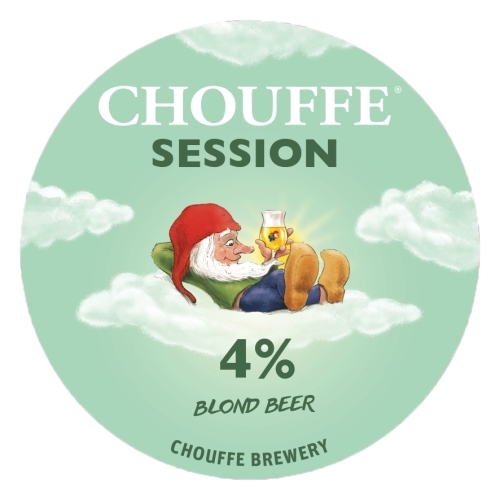 CHOUFFE®
SESSION
4%
BLOND BEER
CHOUFFE BREWERY